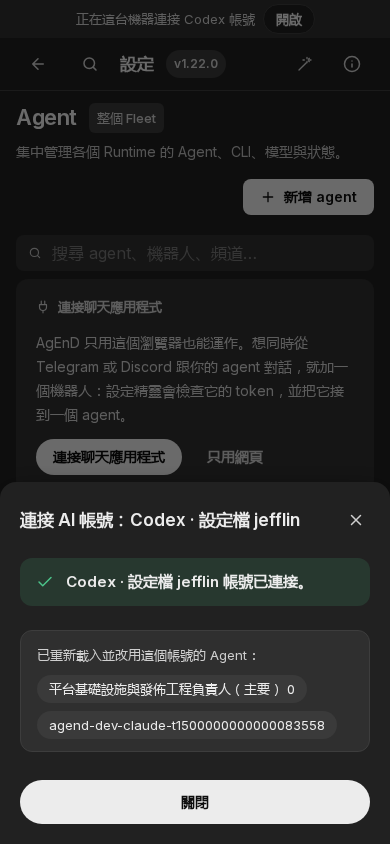 正在這台機器連接 Codex 帳號 開啟
設定 v1.22.0
Agent 整個 Fleet
集中管理各個 Runtime 的 Agent、CLI、模型與狀態。
新增 agent
搜尋 agent、機器人、頻道…
連接聊天應用程式
AgEnD 只用這個瀏覽器也能運作。想同時從
Telegram 或 Discord 跟你的 agent 對話，就加一
個機器人：設定精靈會檢查它的 token，並把它接
到一個 agent。
連接聊天應用程式 只用網頁
連接 AI 帳號：Codex · 設定檔 jefflin
Codex · 設定檔 jefflin 帳號已連接。
已重新載入並改用這個帳號的 Agent：
平台基礎設施與發佈工程負責人（主要） 0
agend-dev-claude-t1500000000000083558
關閉